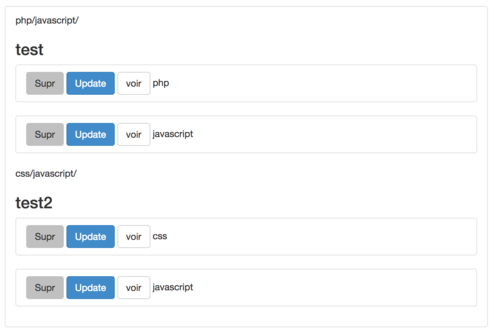 php/javascript/
test
Supr Update voir php
Supr Update voir javascript
css/javascript/
test2
Supr Update voir css
Supr Update voir javascript